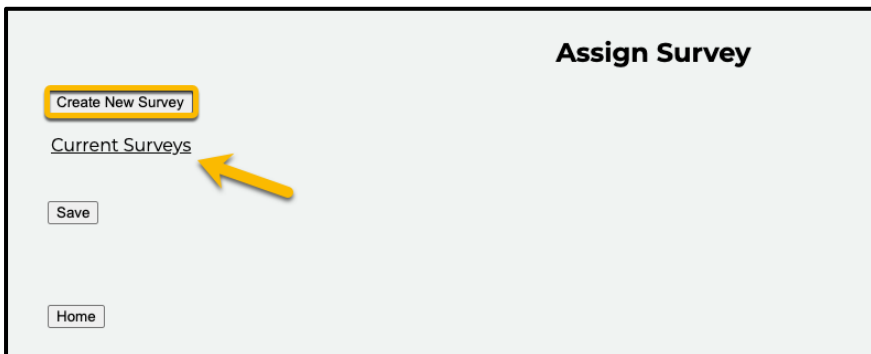 Assign Survey
Create New Survey
Current Surveys
Save
Home